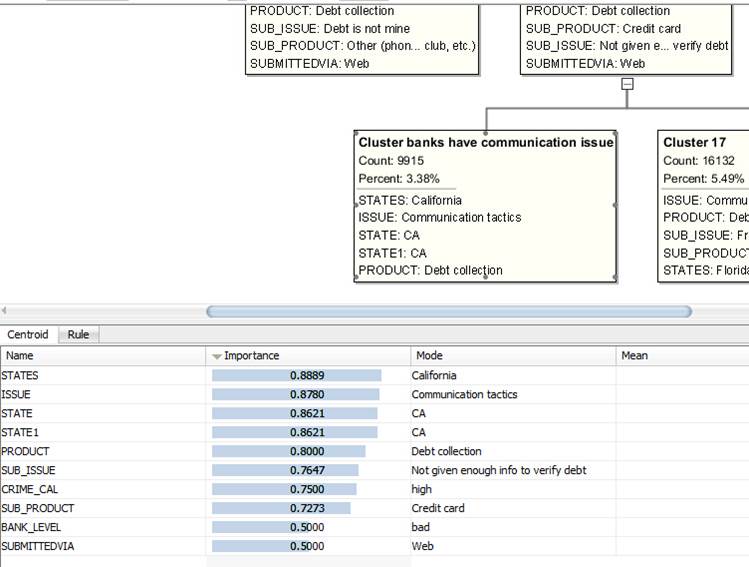 PRODUCT: Debt collection
SUB_ISSUE: Debt is not mine
SUB_PRODUCT: Other (phon... club, etc.)
SUBMITTEDVIA: Web
PRODUCT: Debt collection
SUB_PRODUCT: Credit card
SUB_ISSUE: Not given e... verify debt
SUBMITTEDVIA: Web
Cluster banks have communication issue
Count: 9915
Percent: 3.38%
STATES: California
ISSUE: Communication tactics
STATE: CA
STATE1: CA
PRODUCT: Debt collection
Cluster 17
Count: 16132
Percent: 5.49%
ISSUE: Commu
PRODUCT: Deb
SUB_ISSUE: Fr
SUB_PRODUCT
STATES: Florida
Centroid Rule
Name Importance Mode Mean
STATES 0.8889 California
ISSUE 0.8780 Communication tactics
STATE 0.8621 CA
STATE1 0.8621 CA
PRODUCT 0.8000 Debt collection
SUB_ISSUE 0.7647 Not given enough info to verify debt
CRIME_CAL 0.7500 high
SUB_PRODUCT 0.7273 Credit card
BANK_LEVEL 0.5000 bad
SUBMITTEDVIA 0.5000 Web